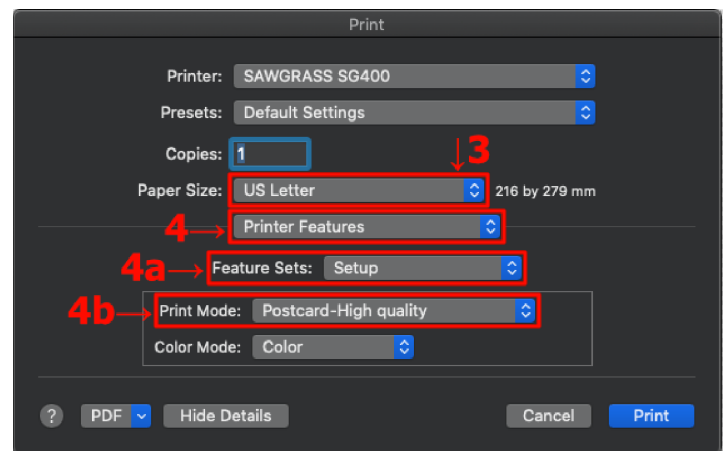 Print
Printer: SAWGRASS SG400
Presets: Default Settings
Copies: 1 ↓3
Paper Size: US Letter 216 by 279 mm
4→ Printer Features
4a→ Feature Sets: Setup
4b→ Print Mode: Postcard-High quality
Color Mode: Color
? PDF Hide Details Cancel Print